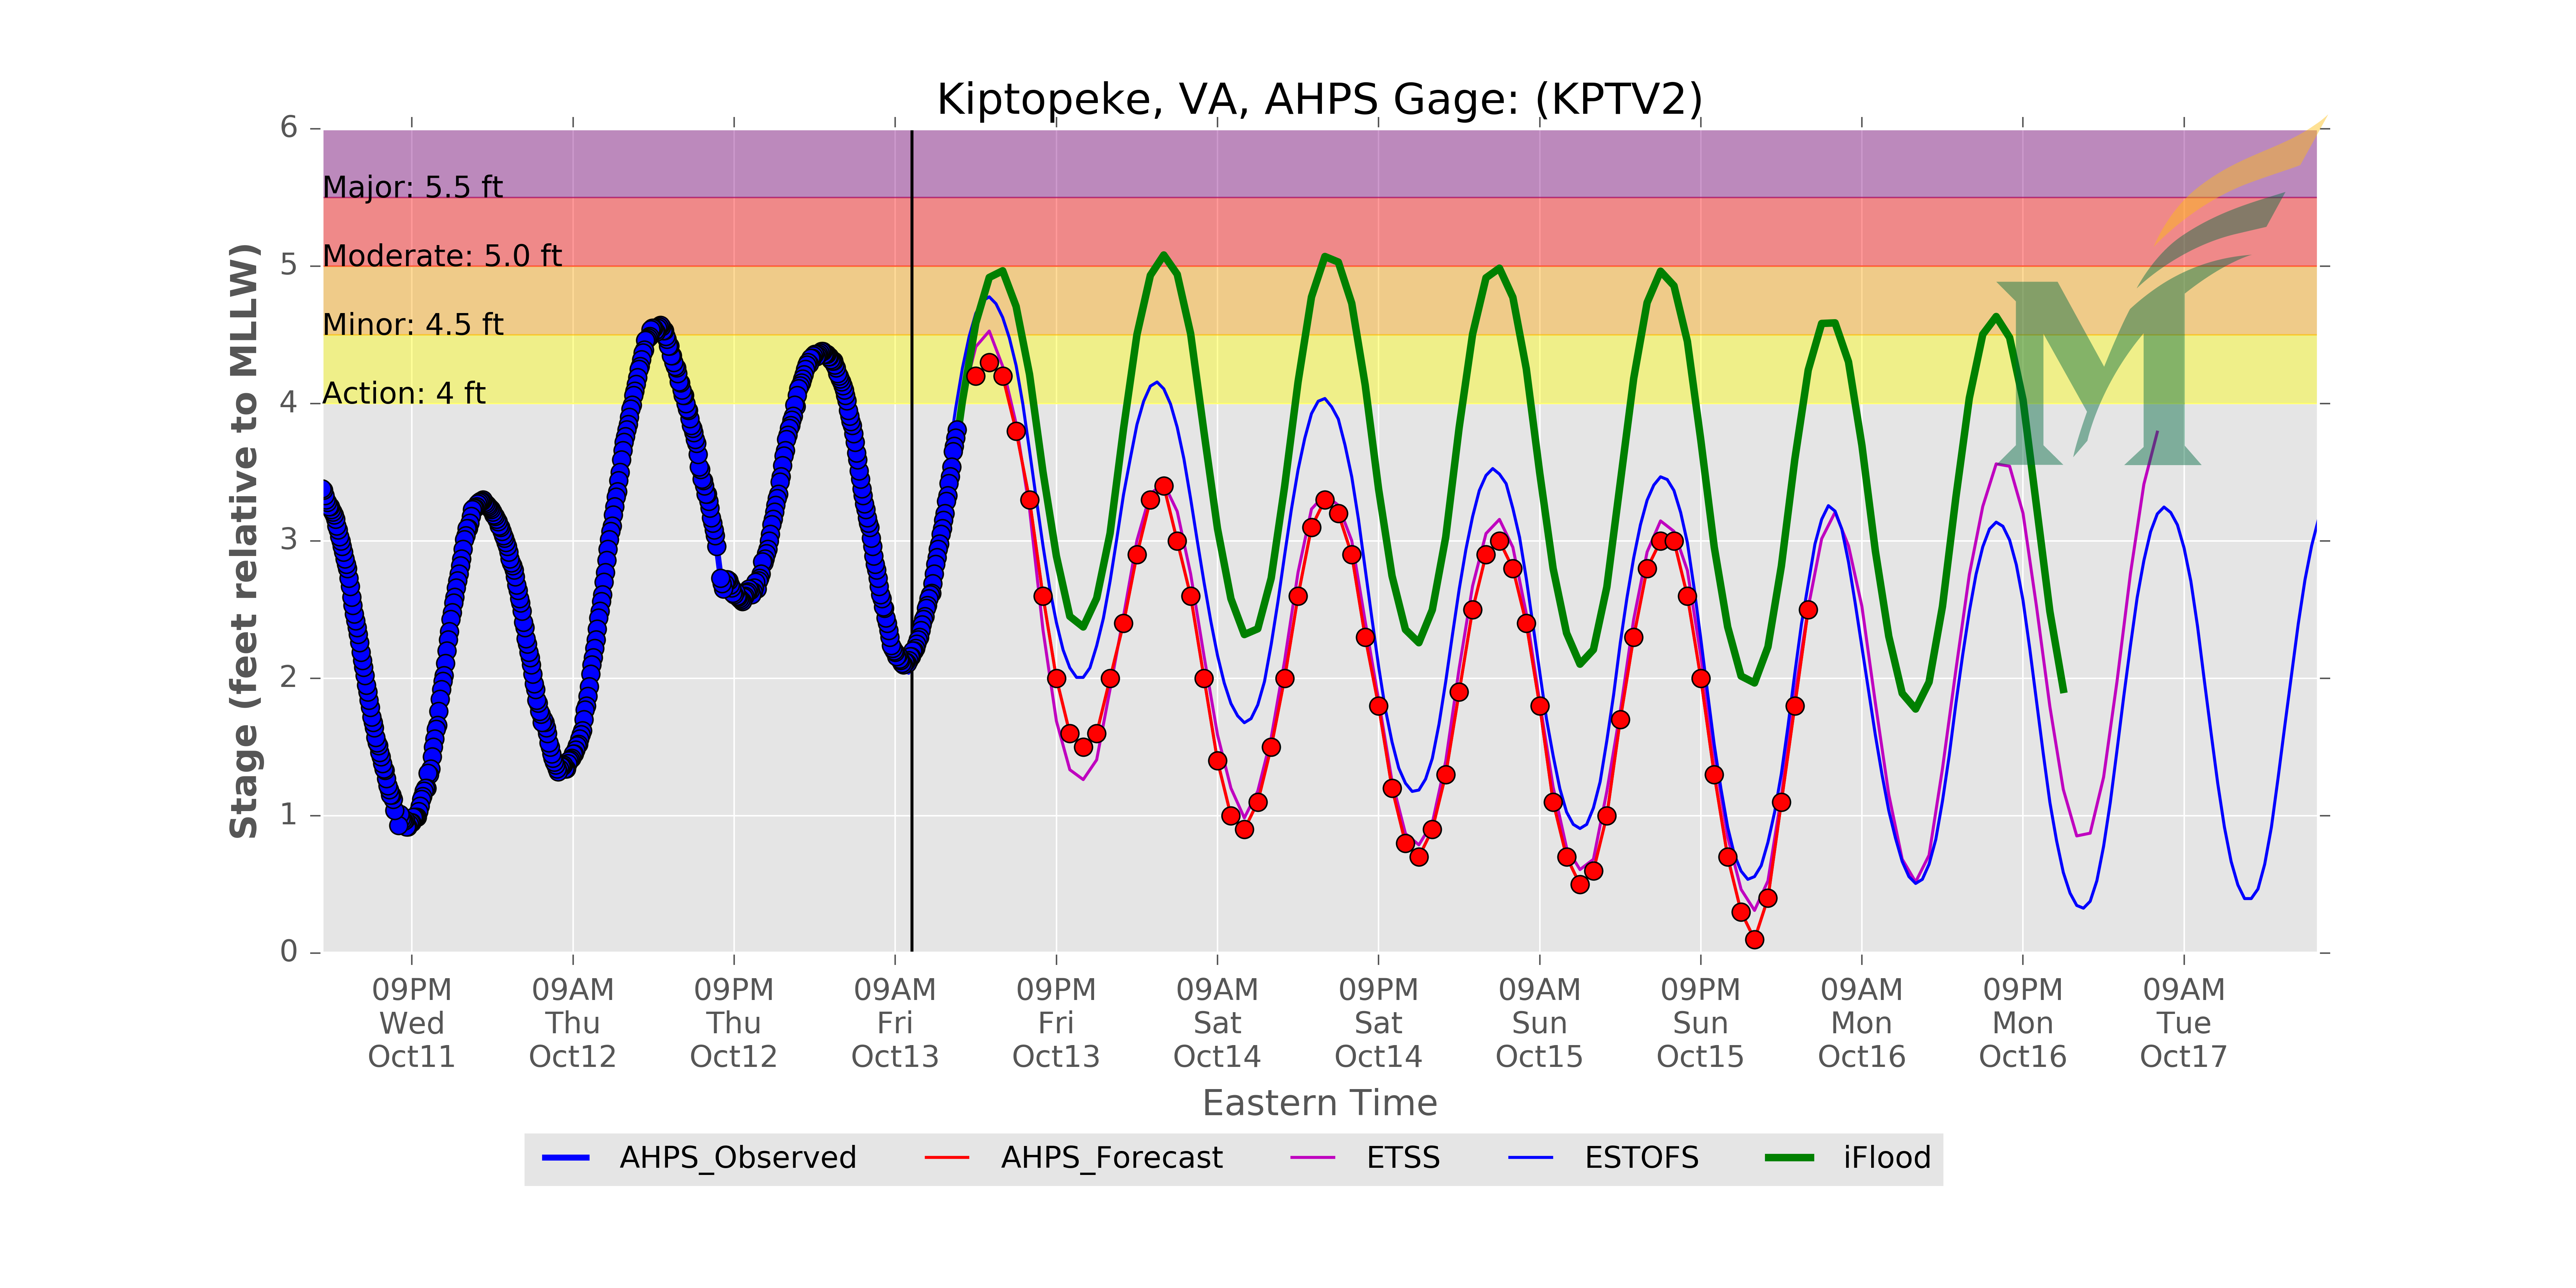 Kiptopeke, VA, AHPS Gage: (KPTV2)
6
5
4
3
2
1
0
Stage (feet relative to MLLW)
Major: 5.5 ft
Moderate: 5.0 ft
Minor: 4.5 ft
Action: 4 ft
M
09PM 09AM 09PM 09AM 09PM 09AM 09PM 09AM 09PM 09AM 09PM 09AM
Wed Thu Thu Fri Fri Sat Sat Sun Sun Mon Mon Tue
Oct11 Oct12 Oct12 Oct13 Oct13 Oct14 Oct14 Oct15 Oct15 Oct16 Oct16 Oct17
Eastern Time
AHPS_Observed AHPS_Forecast ETSS ESTOFS iFlood